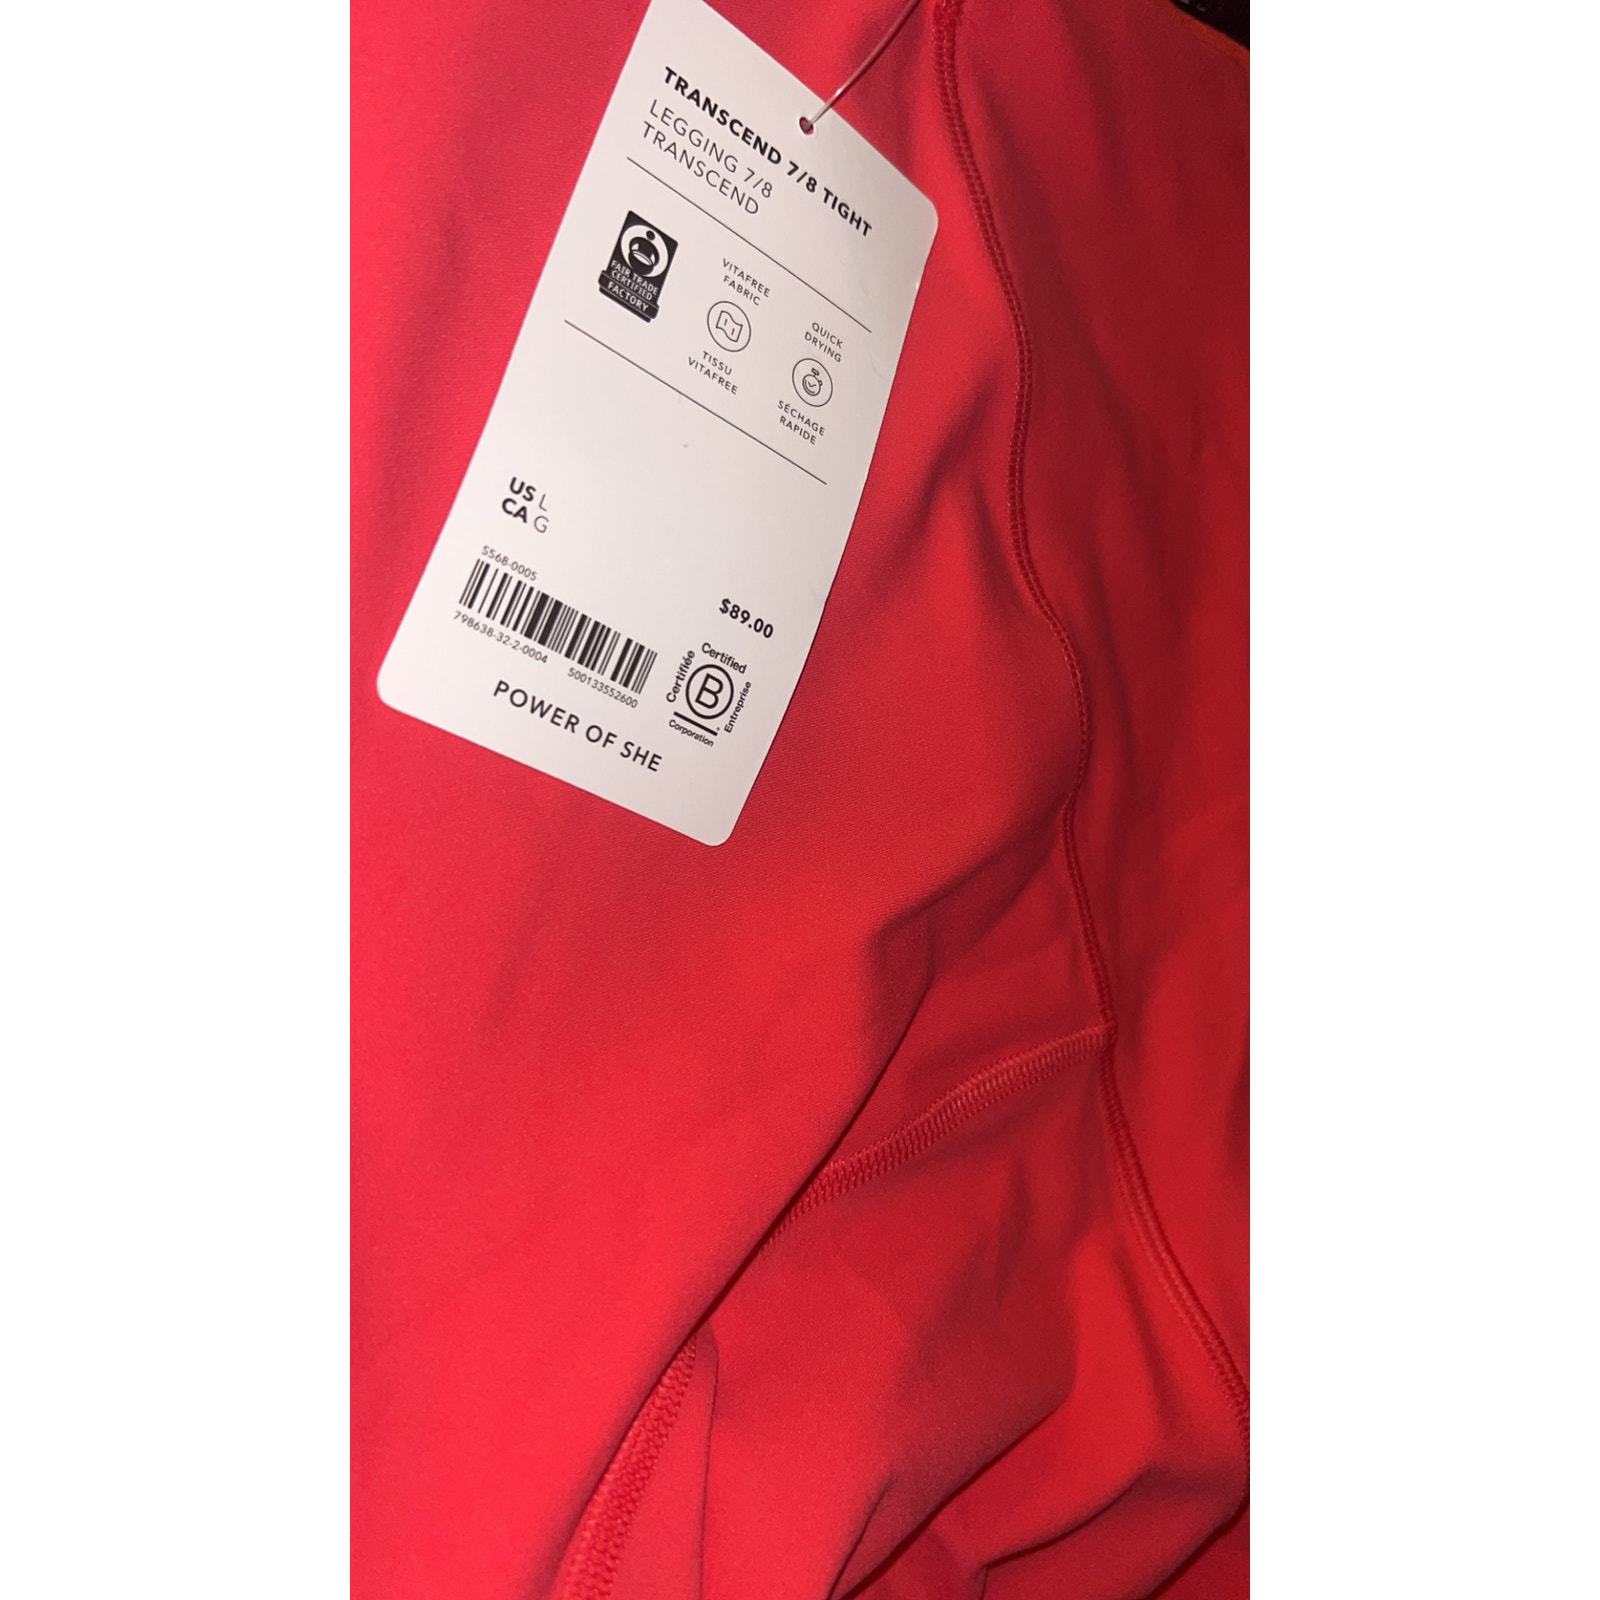 TRANSCEND 7/8 TIGHT
LEGGING 7/8
TRANSCEND
FAIR TRADE
CERTIFIED
FACTORY
VITAFREE
FABRIC
TISSU
VITAFREE
QUICK
DRYING
SÉCHAGE
RAPIDE
US L
CA G
S568-0005
798638-32-2-0004
500133552600
$89.00
Certified
Certifiée
B
Entreprise
Corporation
POWER OF SHE